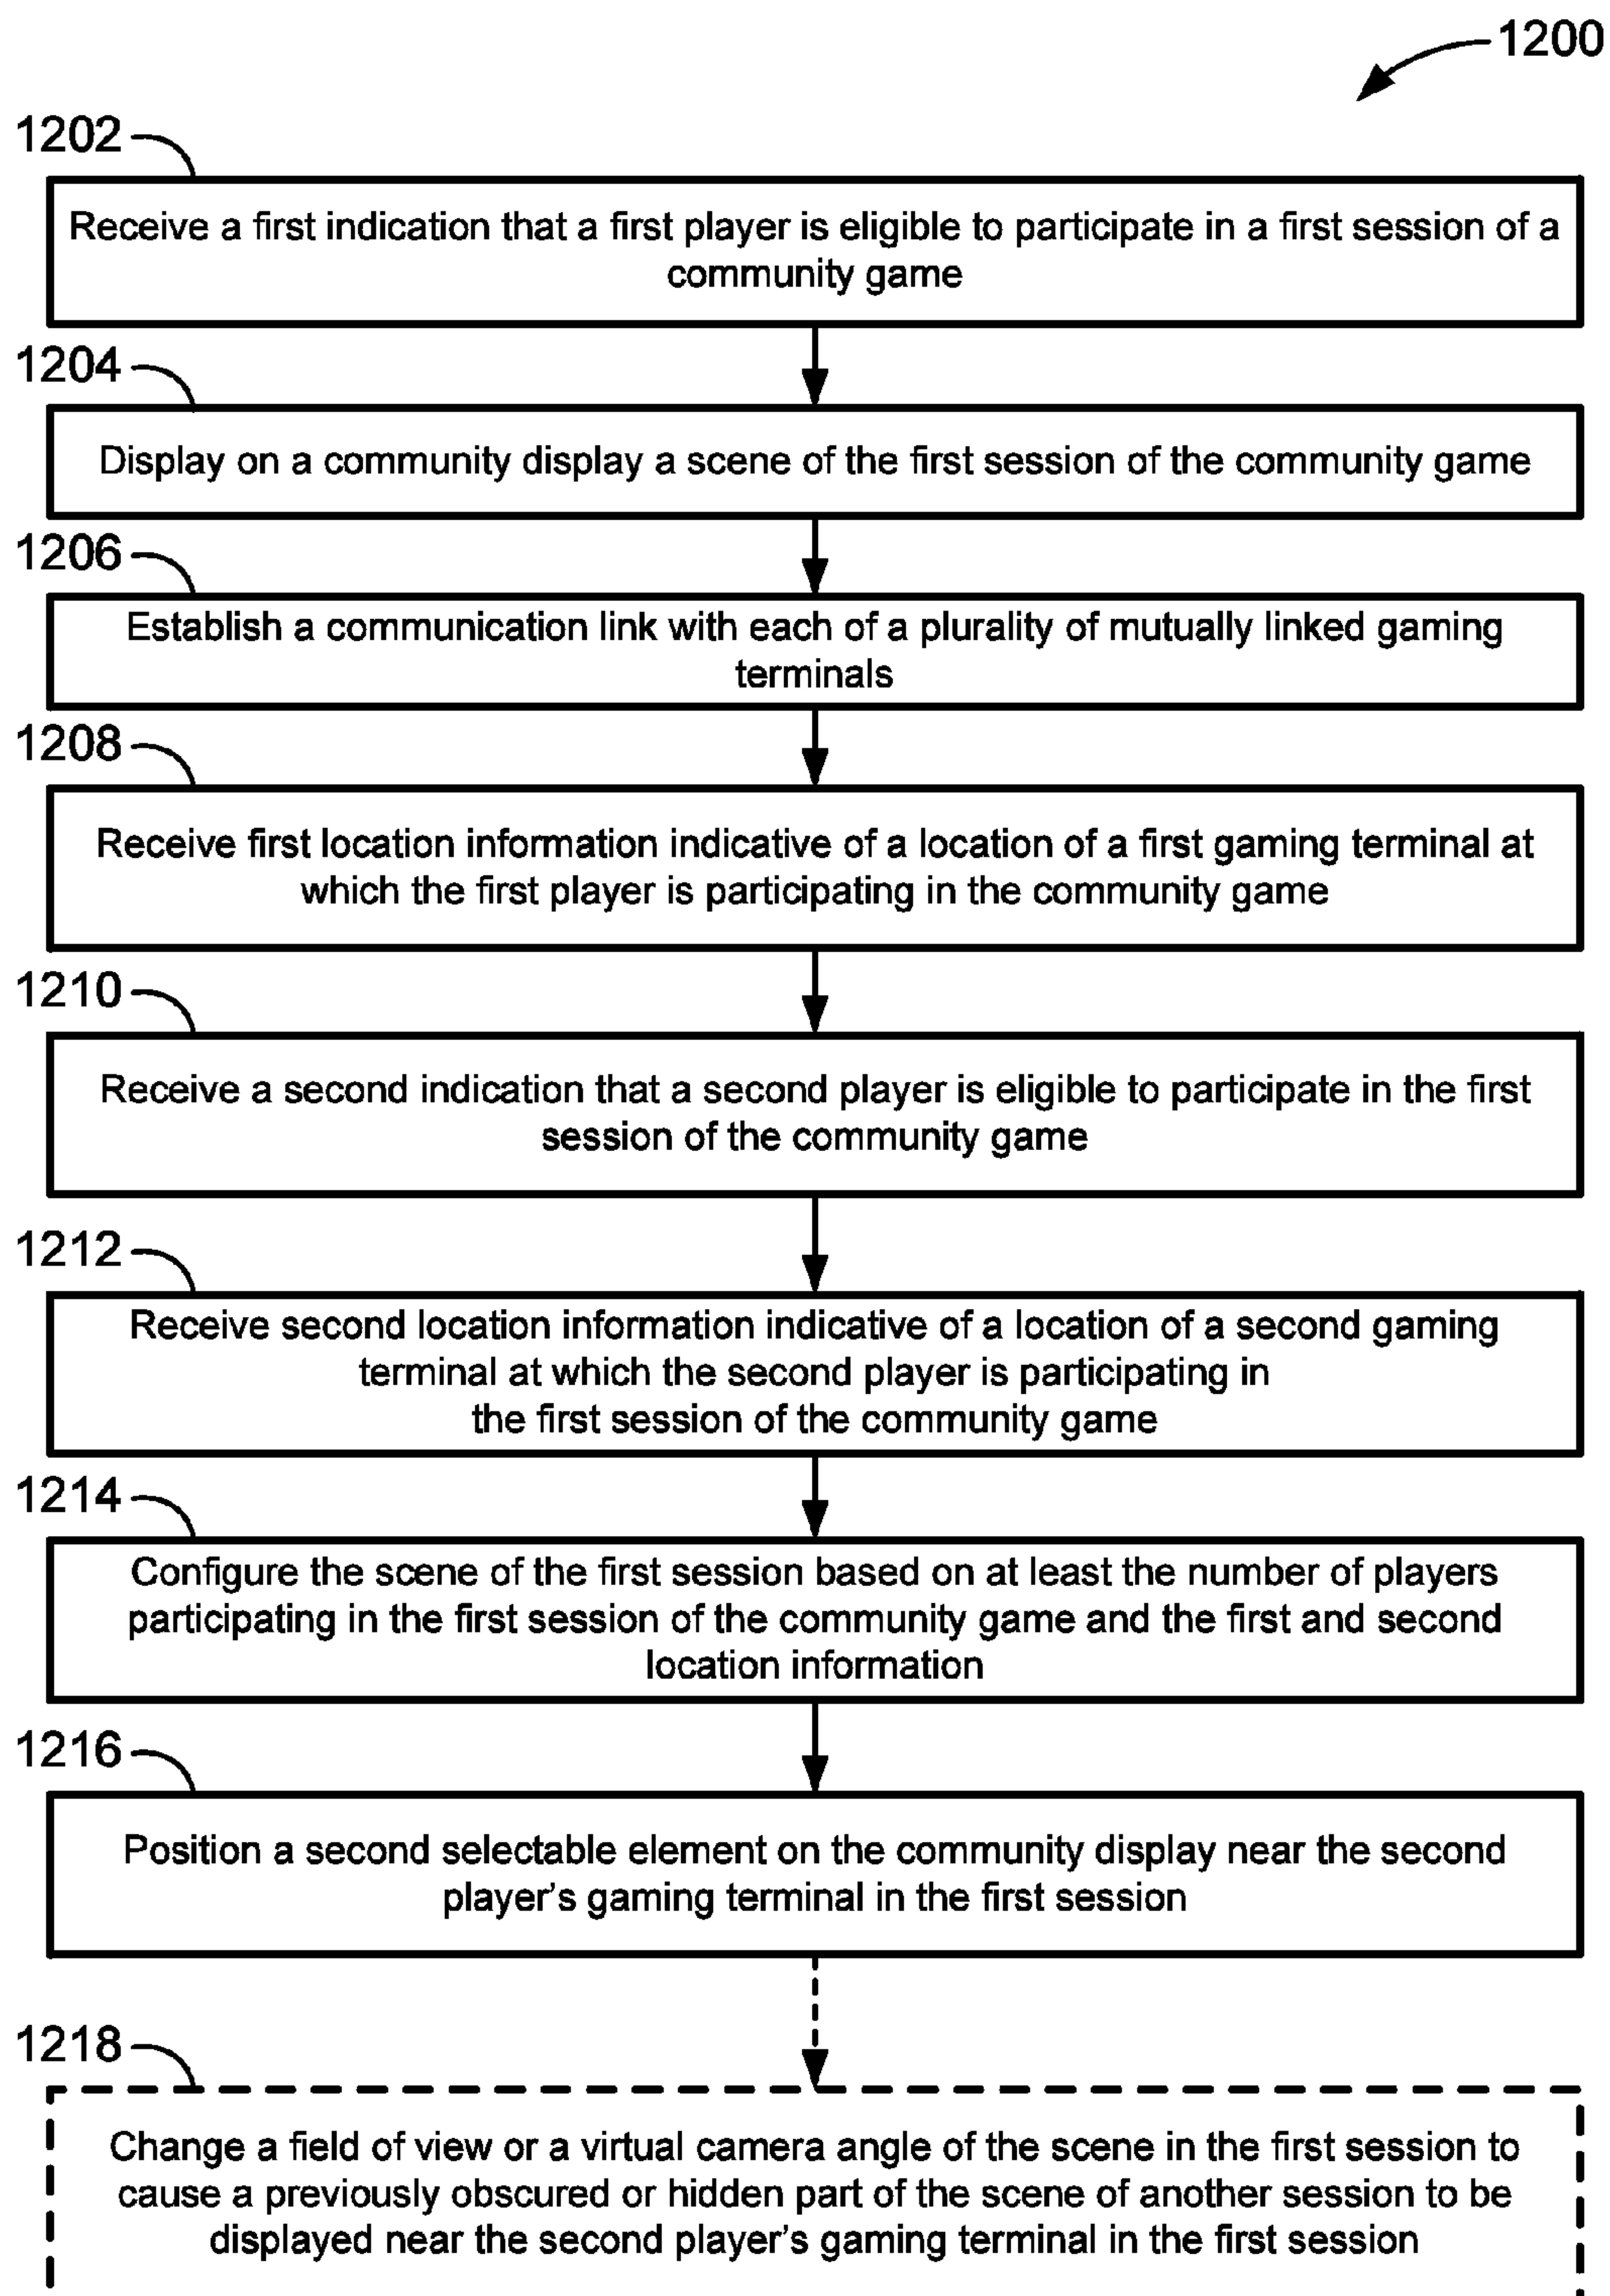 1200
1202
Receive a first indication that a first player is eligible to participate in a first session of a
community game
1204
Display on a community display a scene of the first session of the community game
1206
Establish a communication link with each of a plurality of mutually linked gaming
terminals
1208
Receive first location information indicative of a location of a first gaming terminal at
which the first player is participating in the community game
1210
Receive a second indication that a second player is eligible to participate in the first
session of the community game
1212
Receive second location information indicative of a location of a second gaming
terminal at which the second player is participating in
the first session of the community game
1214
Configure the scene of the first session based on at least the number of players
participating in the first session of the community game and the first and second
location information
1216
Position a second selectable element on the community display near the second
player's gaming terminal in the first session
1218
Change a field of view or a virtual camera angle of the scene in the first session to
cause a previously obscured or hidden part of the scene of another session to be
displayed near the second player's gaming terminal in the first session